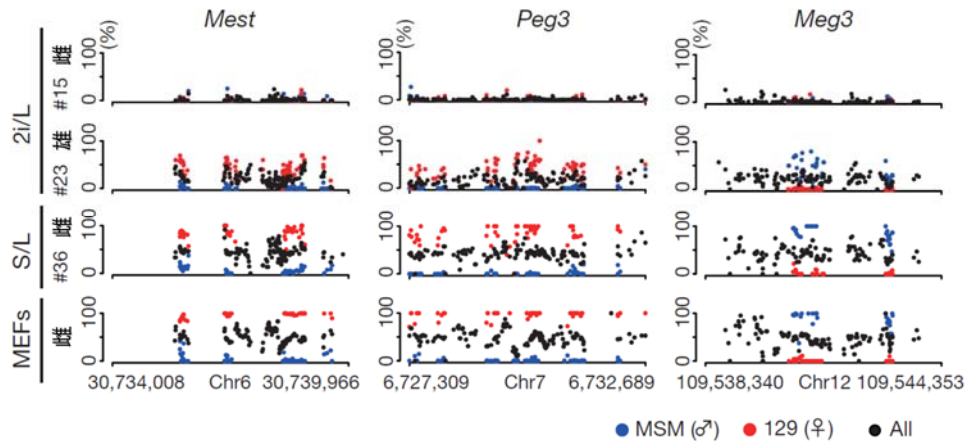 Mest
Peg3
Meg3
2i/L
S/L
MEFs
#15
雌
(%)
100
0
(%)
100
0
(%)
100
0
#23
雄
100
0
100
0
100
0
#36
雌
100
0
100
0
100
0
雌
100
0
100
0
100
0
30,734,008 Chr6 30,739,966
6,727,309 Chr7 6,732,689
109,538,340 Chr12 109,544,353
MSM (♂) 129 (♀) All